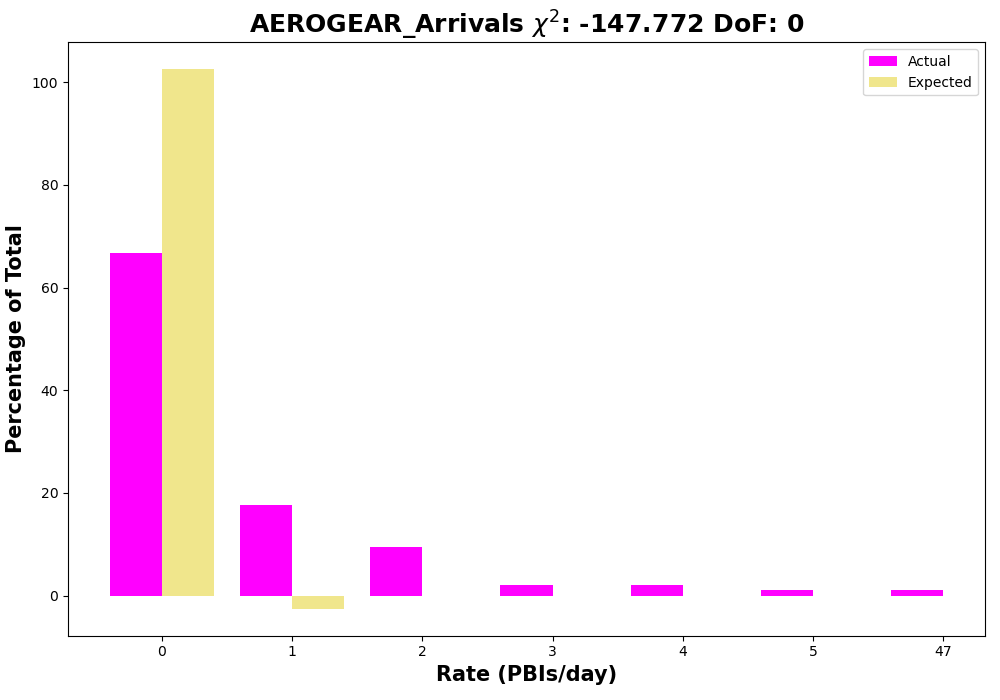 AEROGEAR_Arrivals χ²: -147.772 DoF: 0
Actual
Expected
Percentage of Total
100
80
60
40
20
0
0 1 2 3 4 5 47
Rate (PBIs/day)